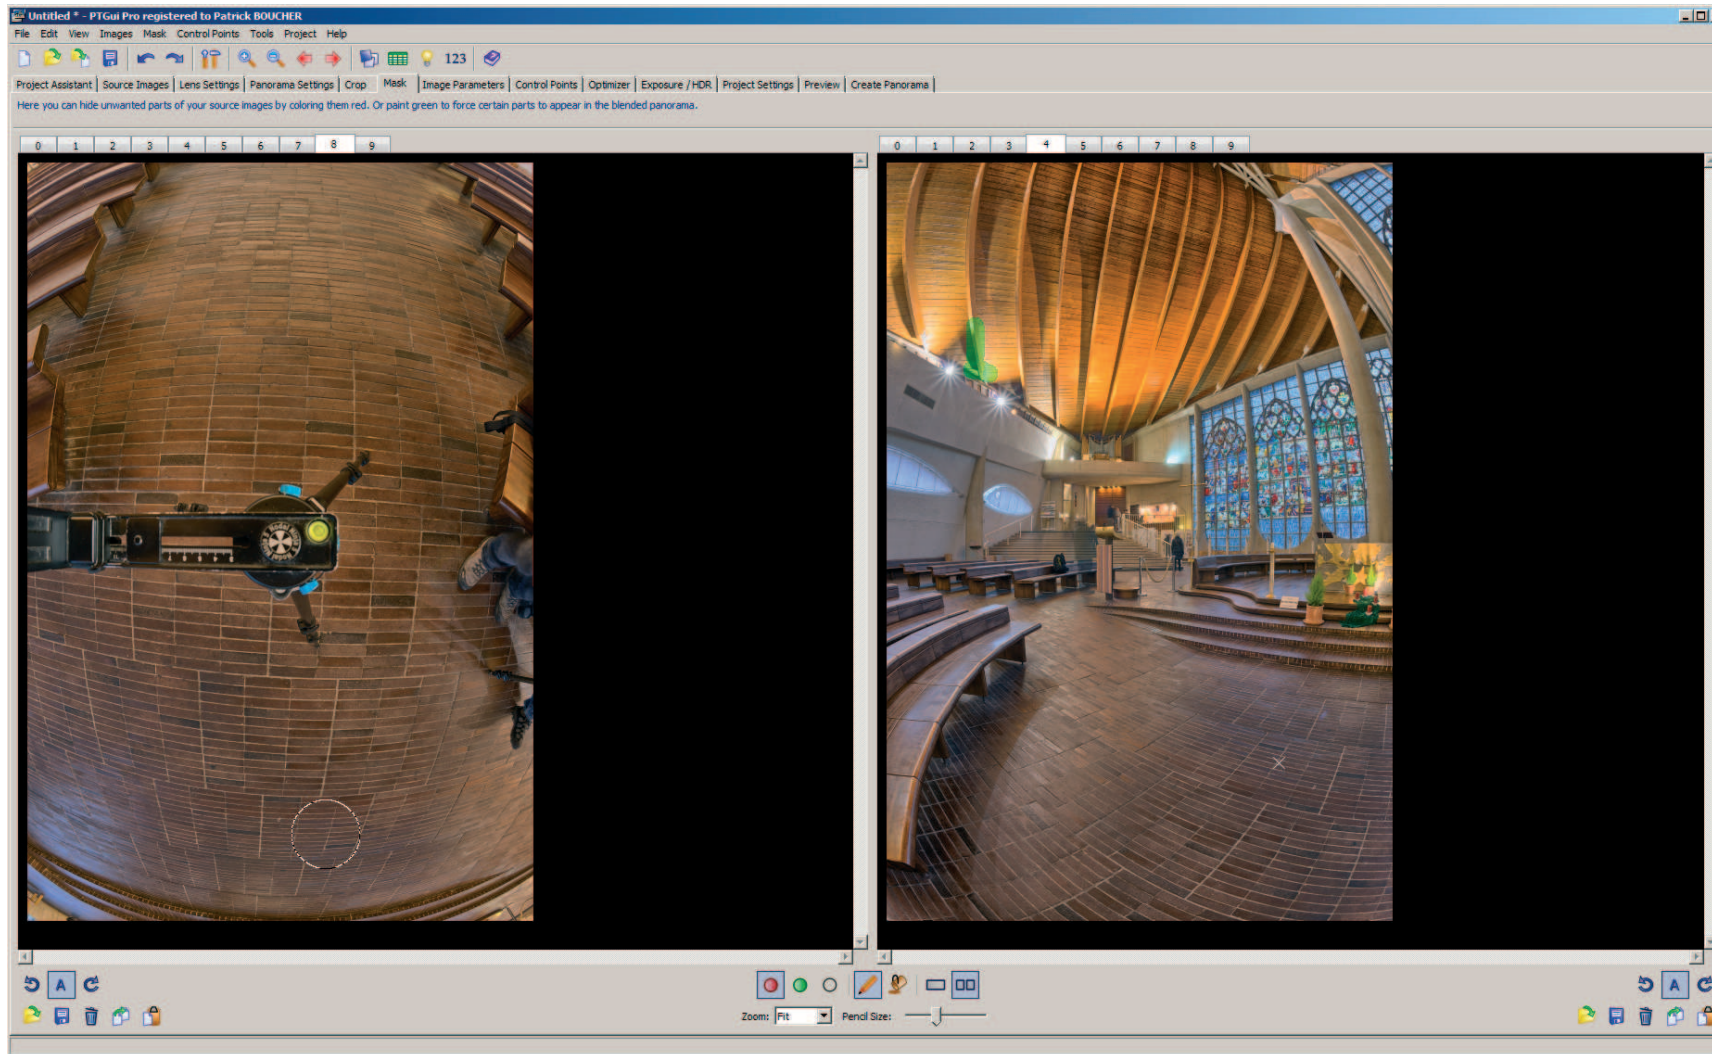 Untitled * - PTGui Pro registered to Patrick BOUCHER
File Edit View Images Mask Control Points Tools Project Help
123
Project Assistant Source Images Lens Settings Panorama Settings Crop Mask Image Parameters Control Points Optimizer Exposure / HDR Project Settings Preview Create Panorama
Here you can hide unwanted parts of your source images by coloring them red. Or paint green to force certain parts to appear in the blended panorama.
0 1 2 3 4 5 6 7 8 9
0 1 2 3 4 5 6 7 8 9
A
A
Zoom: Fit Pencil Size: